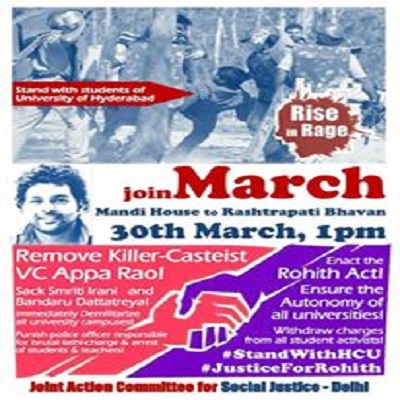 Stand with students of
University of Hyderabad
Rise
in Rage
join March
Mandi House to Rashtrapati Bhavan
30th March, 1pm
Remove Killer-Casteist
VC Appa Rao!
Sack Smriti Irani and
Bandaru Dattatreya!
Immediately Demilitarize
all university campuses!
Punish police officer responsible
for brutal lathi-charge & arrest
of students & teachers!
Enact the
Rohith Act!
Ensure the
Autonomy of
all universities!
Withdraw charges
from all student activists!
#StandWithHCU
#JusticeForRohith
Joint Action Committee for Social Justice - Delhi